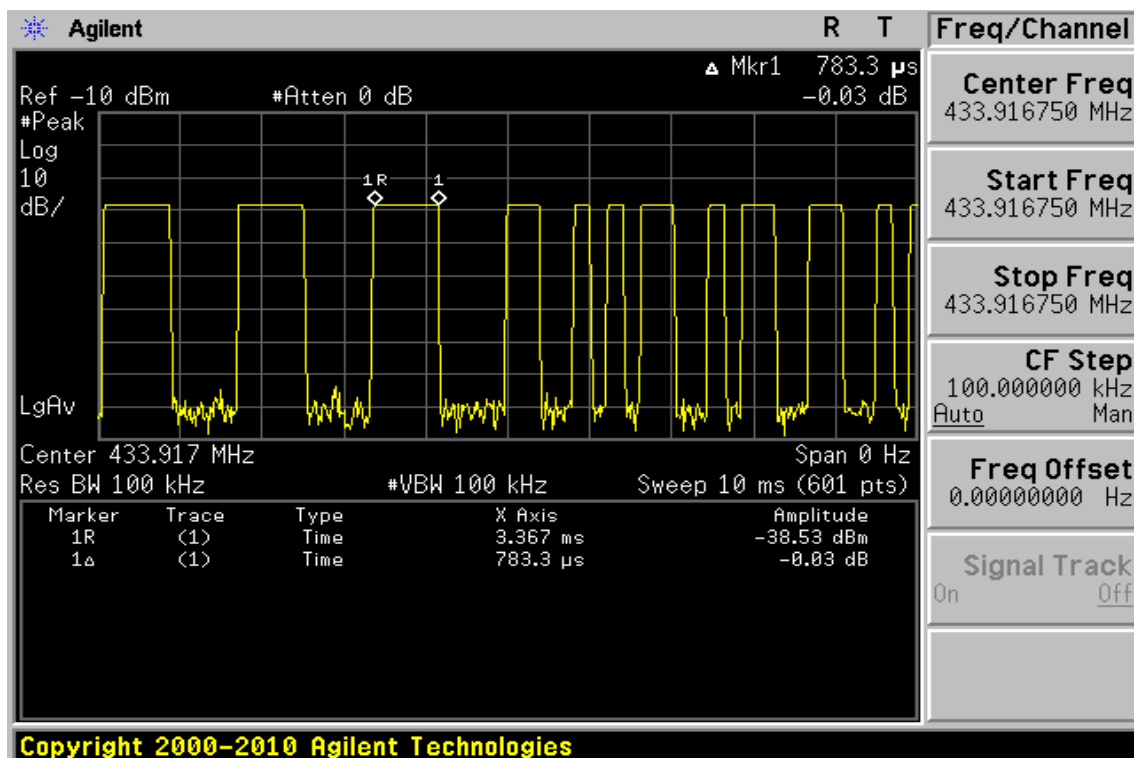 Agilent R T
▵ Mkr1 783.3 µs
Ref -10 dBm #Atten 0 dB -0.03 dB
#Peak
Log
10
dB/
1R 1
LgAv
Center 433.917 MHz Span 0 Hz
Res BW 100 kHz #VBW 100 kHz Sweep 10 ms (601 pts)
Marker Trace Type X Axis Amplitude
1R (1) Time 3.367 ms -38.53 dBm
1▵ (1) Time 783.3 µs -0.03 dB
Copyright 2000-2010 Agilent Technologies
Freq/Channel
Center Freq
433.916750 MHz
Start Freq
433.916750 MHz
Stop Freq
433.916750 MHz
CF Step
100.000000 kHz
Auto Man
Freq Offset
0.00000000 Hz
Signal Track
On Off